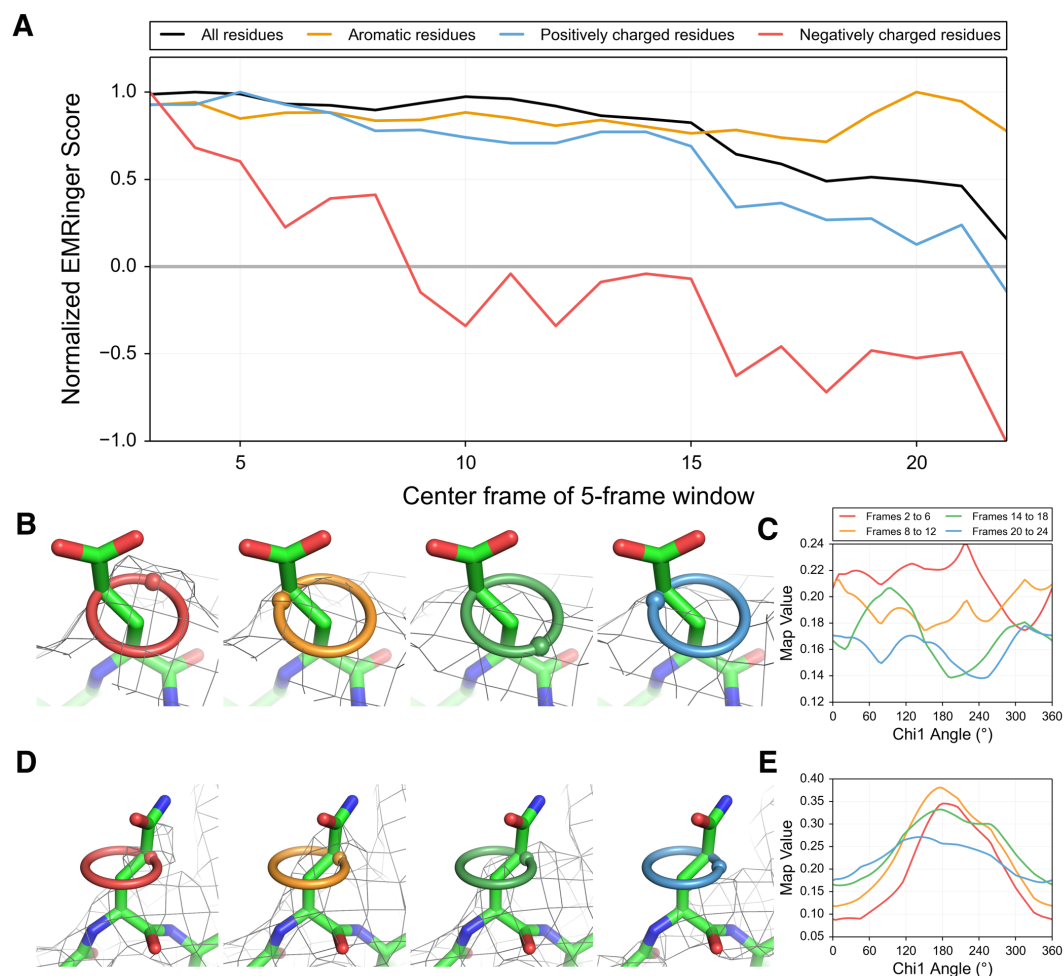 A
All residues Aromatic residues Positively charged residues Negatively charged residues
Normalized EMRinger Score
1.0
0.5
0.0
−0.5
−1.0
5 10 15 20
Center frame of 5-frame window
B
C
Frames 2 to 6 Frames 14 to 18
Frames 8 to 12 Frames 20 to 24
Map Value
0.24
0.22
0.20
0.18
0.16
0.14
0.12
0 60 120 180 240 300 360
Chi1 Angle (°)
D
E
Map Value
0.40
0.35
0.30
0.25
0.20
0.15
0.10
0.05
0 60 120 180 240 300 360
Chi1 Angle (°)